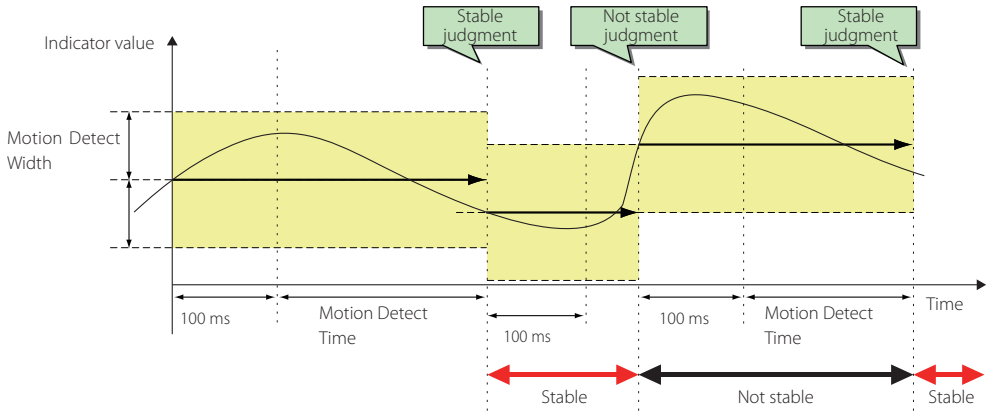 Stable
judgment
Not stable
judgment
Stable
judgment
Indicator value
Motion Detect
Width
100 ms
Motion Detect
Time
100 ms
100 ms
Motion Detect
Time
Time
Stable
Not stable
Stable